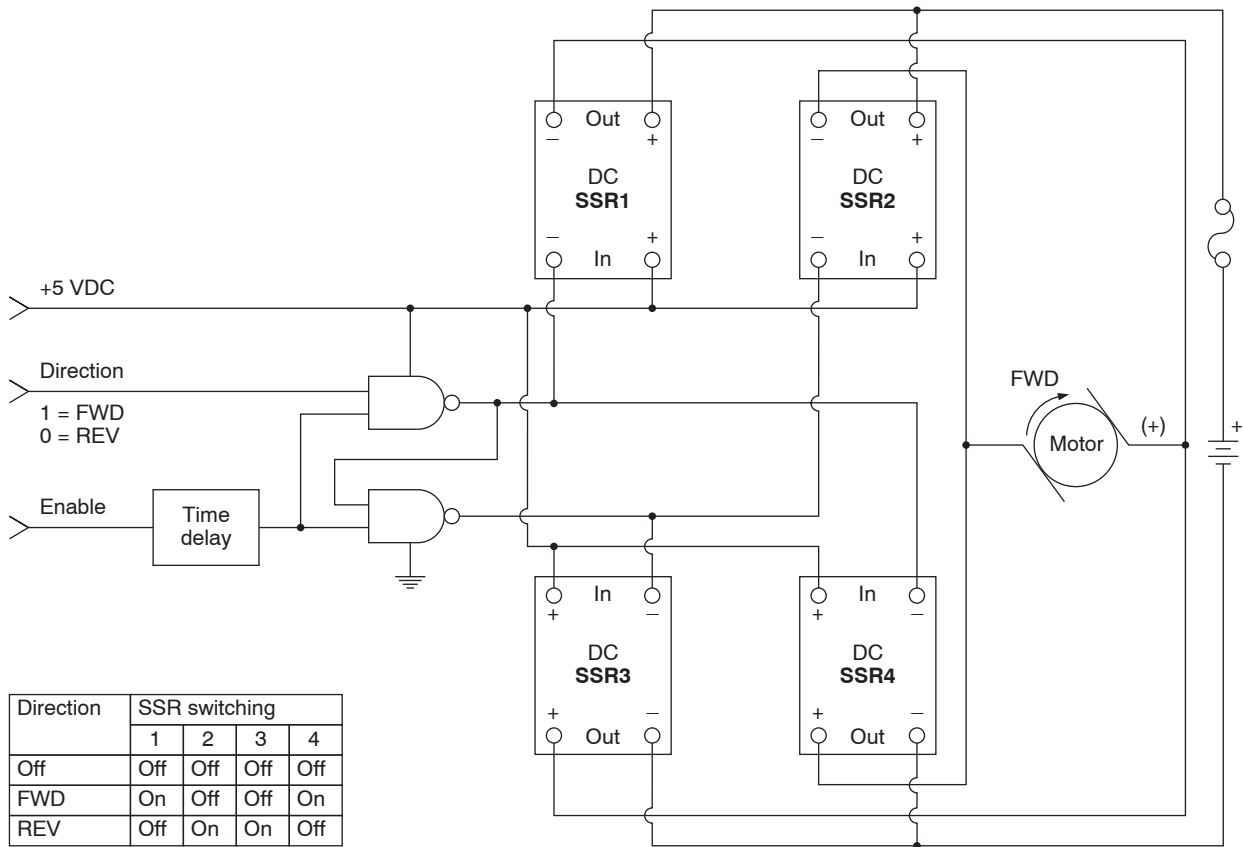 Out
− +
DC
SSR1
− +
In
Out
− +
DC
SSR2
− +
In
+5 VDC
Direction
1 = FWD
0 = REV
Enable
Time
delay
FWD
Motor
(+)
+
In
+ −
DC
SSR3
+ −
Out
In
+ −
DC
SSR4
+ −
Out
Direction SSR switching
1 2 3 4
Off Off Off Off Off
FWD On Off Off On
REV Off On On Off